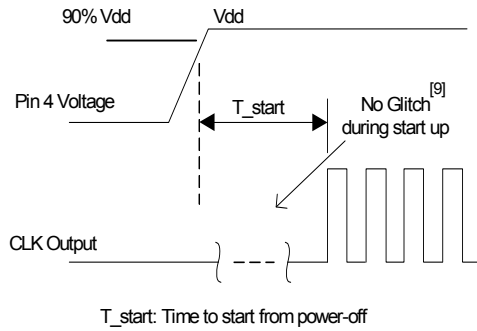 90% Vdd
Vdd
Pin 4 Voltage
T_start
No Glitch[9]
during start up
CLK Output
T_start: Time to start from power-off